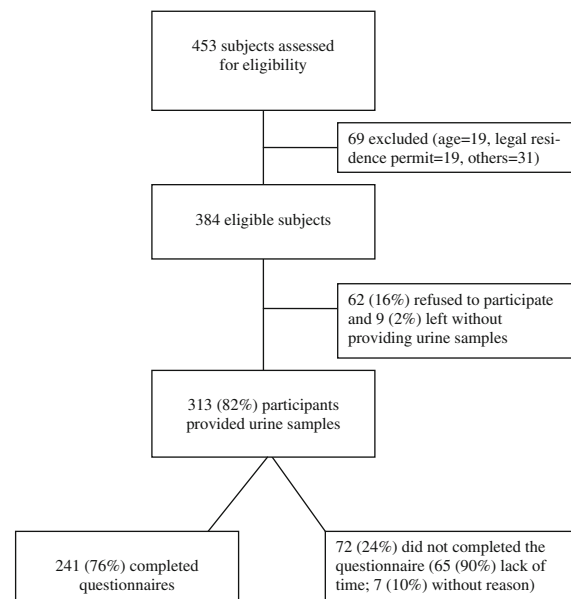 453 subjects assessed
for eligibility
69 excluded (age=19, legal resi-
dence permit=19, others=31)
384 eligible subjects
62 (16%) refused to participate
and 9 (2%) left without
providing urine samples
313 (82%) participants
provided urine samples
241 (76%) completed
questionnaires
72 (24%) did not completed the
questionnaire (65 (90%) lack of
time; 7 (10%) without reason)